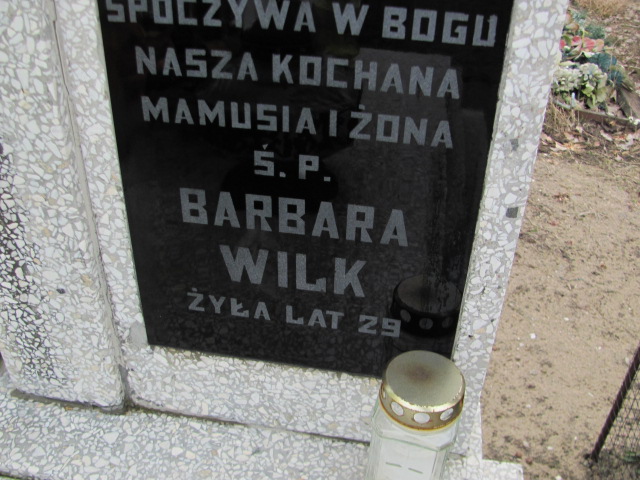 SPOCZYWA W BOGU
NASZA KOCHANA
MAMUSIA I ŻONA
Ś. P.
BARBARA
WILK
ŻYŁA LAT 29